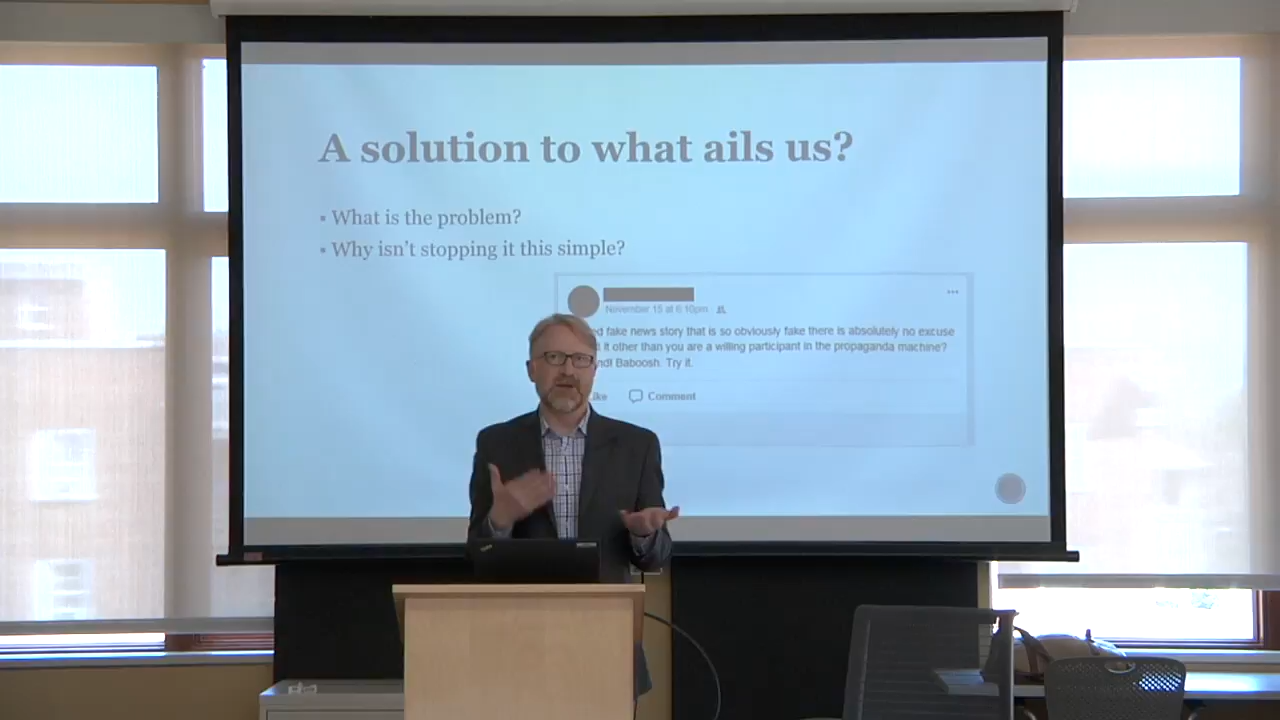 A solution to what ails us?
▪ What is the problem?
▪ Why isn't stopping it this simple?
November 15 at 6:10pm
fake news story that is so obviously fake there is absolutely no excuse
it other than you are a willing participant in the propaganda machine?
Baboosh. Try it.
Comment